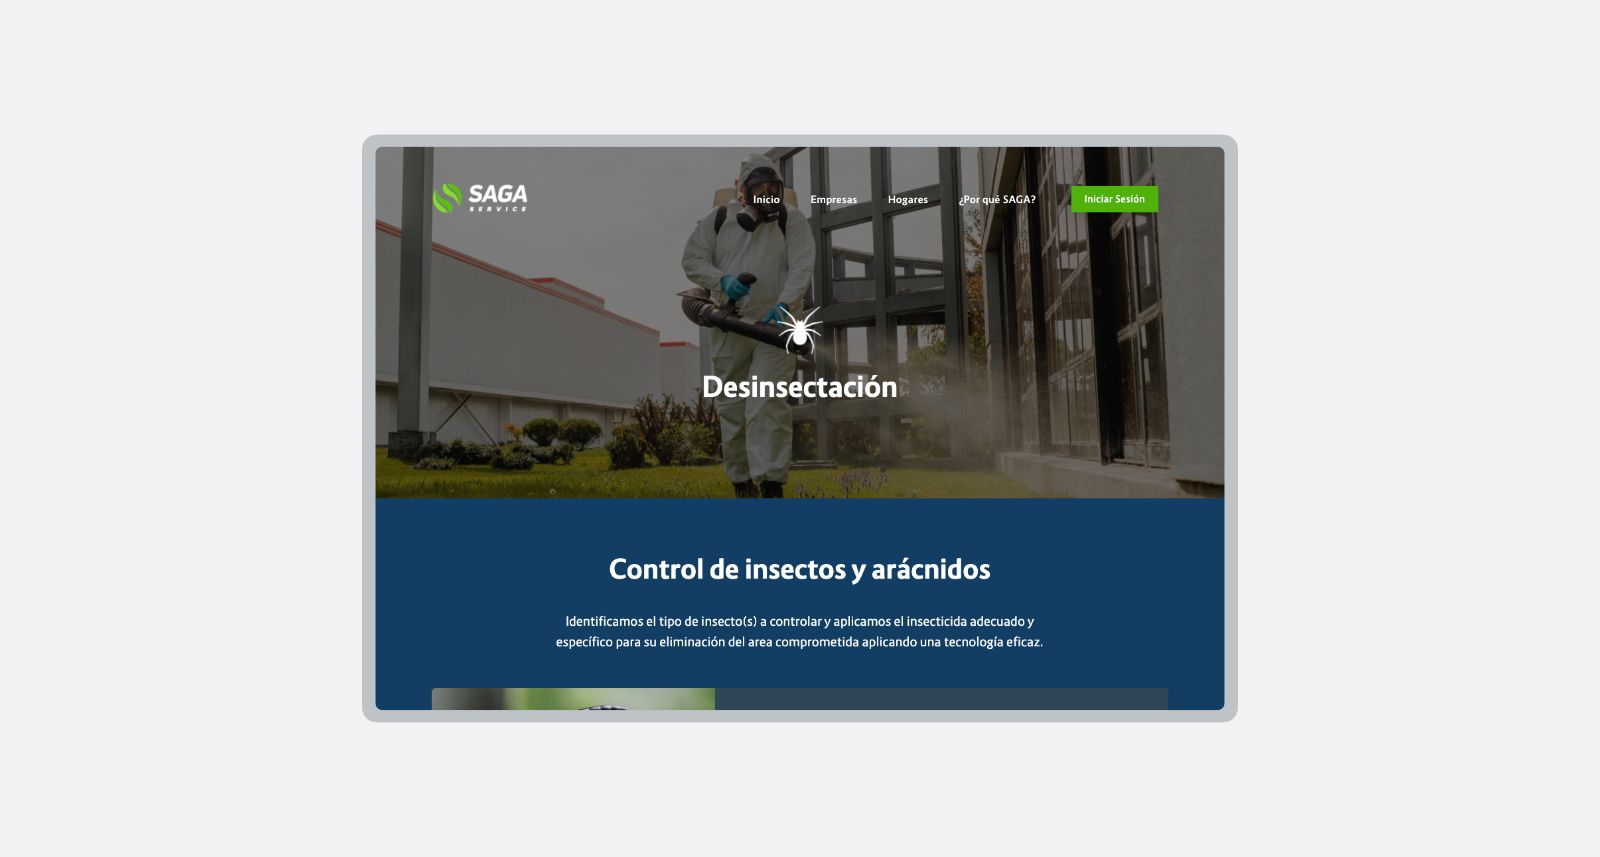 SAGA
SERVICE
Inicio
Empresas
Hogares
¿Por qué SAGA?
Iniciar Sesión
Desinsectación
Control de insectos y arácnidos
Identificamos el tipo de insecto(s) a controlar y aplicamos el insecticida adecuado y
específico para su eliminación del area comprometida aplicando una tecnología eficaz.